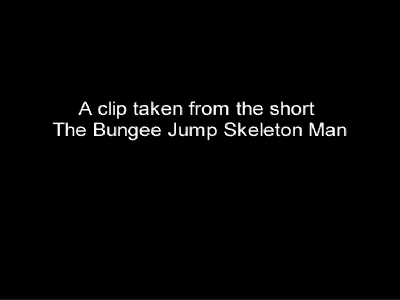 A clip taken from the short
The Bungee Jump Skeleton Man